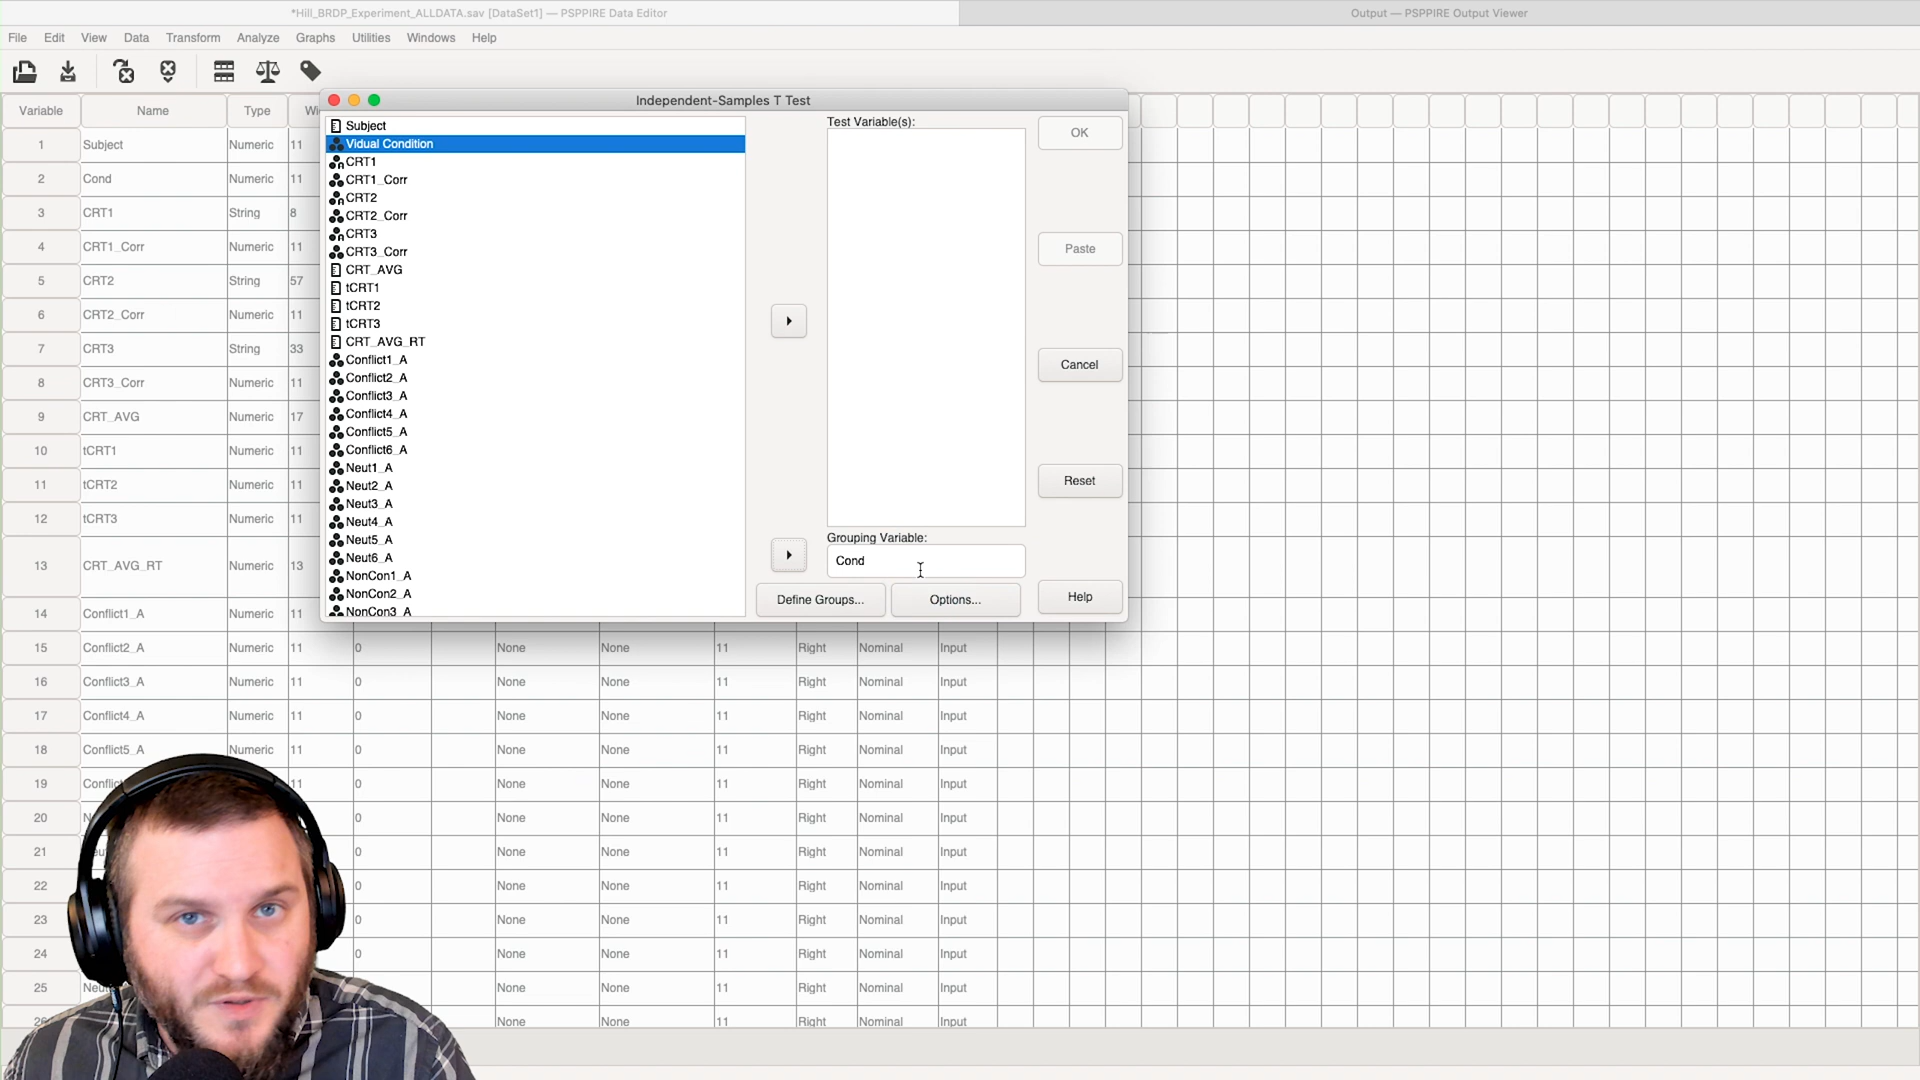 *Hill_BRDP_Experiment_ALLDATA.sav [DataSet1] — PSPPIRE Data Editor
Output — PSPPIRE Output Viewer
File Edit View Data Transform Analyze Graphs Utilities Windows Help
Independent-Samples T Test
Variable Name Type
1 Subject Numeric 11
2 Cond Numeric 11
3 CRT1 String 8
4 CRT1_Corr Numeric 11
5 CRT2 String 57
6 CRT2_Corr Numeric 11
7 CRT3 String 33
8 CRT3_Corr Numeric 11
9 CRT_AVG Numeric 17
10 tCRT1 Numeric 11
11 tCRT2 Numeric 11
12 tCRT3 Numeric 11
13 CRT_AVG_RT Numeric 13
14 Conflict1_A Numeric 11
Subject
Vidual Condition
CRT1
CRT1_Corr
CRT2
CRT2_Corr
CRT3
CRT3_Corr
CRT_AVG
tCRT1
tCRT2
tCRT3
CRT_AVG_RT
Conflict1_A
Conflict2_A
Conflict3_A
Conflict4_A
Conflict5_A
Conflict6_A
Neut1_A
Neut2_A
Neut3_A
Neut4_A
Neut5_A
Neut6_A
NonCon1_A
NonCon2_A
NonCon3_A
Test Variable(s):
Grouping Variable:
Cond
Define Groups... Options...
OK
Paste
Cancel
Reset
Help
15 Conflict2_A Numeric 11 0 None None 11 Right Nominal Input
16 Conflict3_A Numeric 11 0 None None 11 Right Nominal Input
17 Conflict4_A Numeric 11 0 None None 11 Right Nominal Input
18 Conflict5_A Numeric 11 0 None None 11 Right Nominal Input
19 11 0 None None 11 Right Nominal Input
20 0 None None 11 Right Nominal Input
21 0 None None 11 Right Nominal Input
22 0 None None 11 Right Nominal Input
23 0 None None 11 Right Nominal Input
24 0 None None 11 Right Nominal Input
25 0 None None 11 Right Nominal Input
None None 11 Right Nominal Input